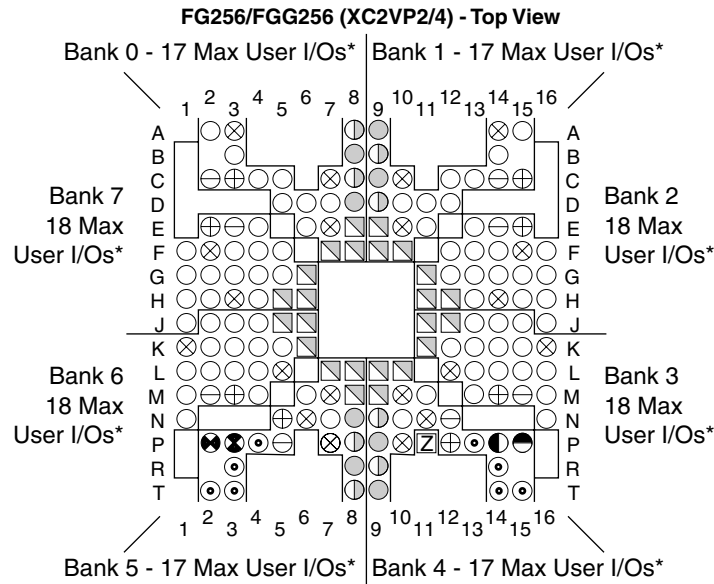 FG256/FGG256 (XC2VP2/4) - Top View
Bank 0 - 17 Max User I/Os*
Bank 1 - 17 Max User I/Os*
1 2 3 4 5 6 7 8 9 10 11 12 13 14 15 16
A A
B B
C C
D D
E E
F F
G G
H H
J J
K K
L L
M M
N N
P Z P
R R
T T
Bank 7
18 Max
User I/Os*
Bank 2
18 Max
User I/Os*
Bank 6
18 Max
User I/Os*
Bank 3
18 Max
User I/Os*
1 2 3 4 5 6 7 8 9 10 11 12 13 14 15 16
Bank 5 - 17 Max User I/Os*
Bank 4 - 17 Max User I/Os*